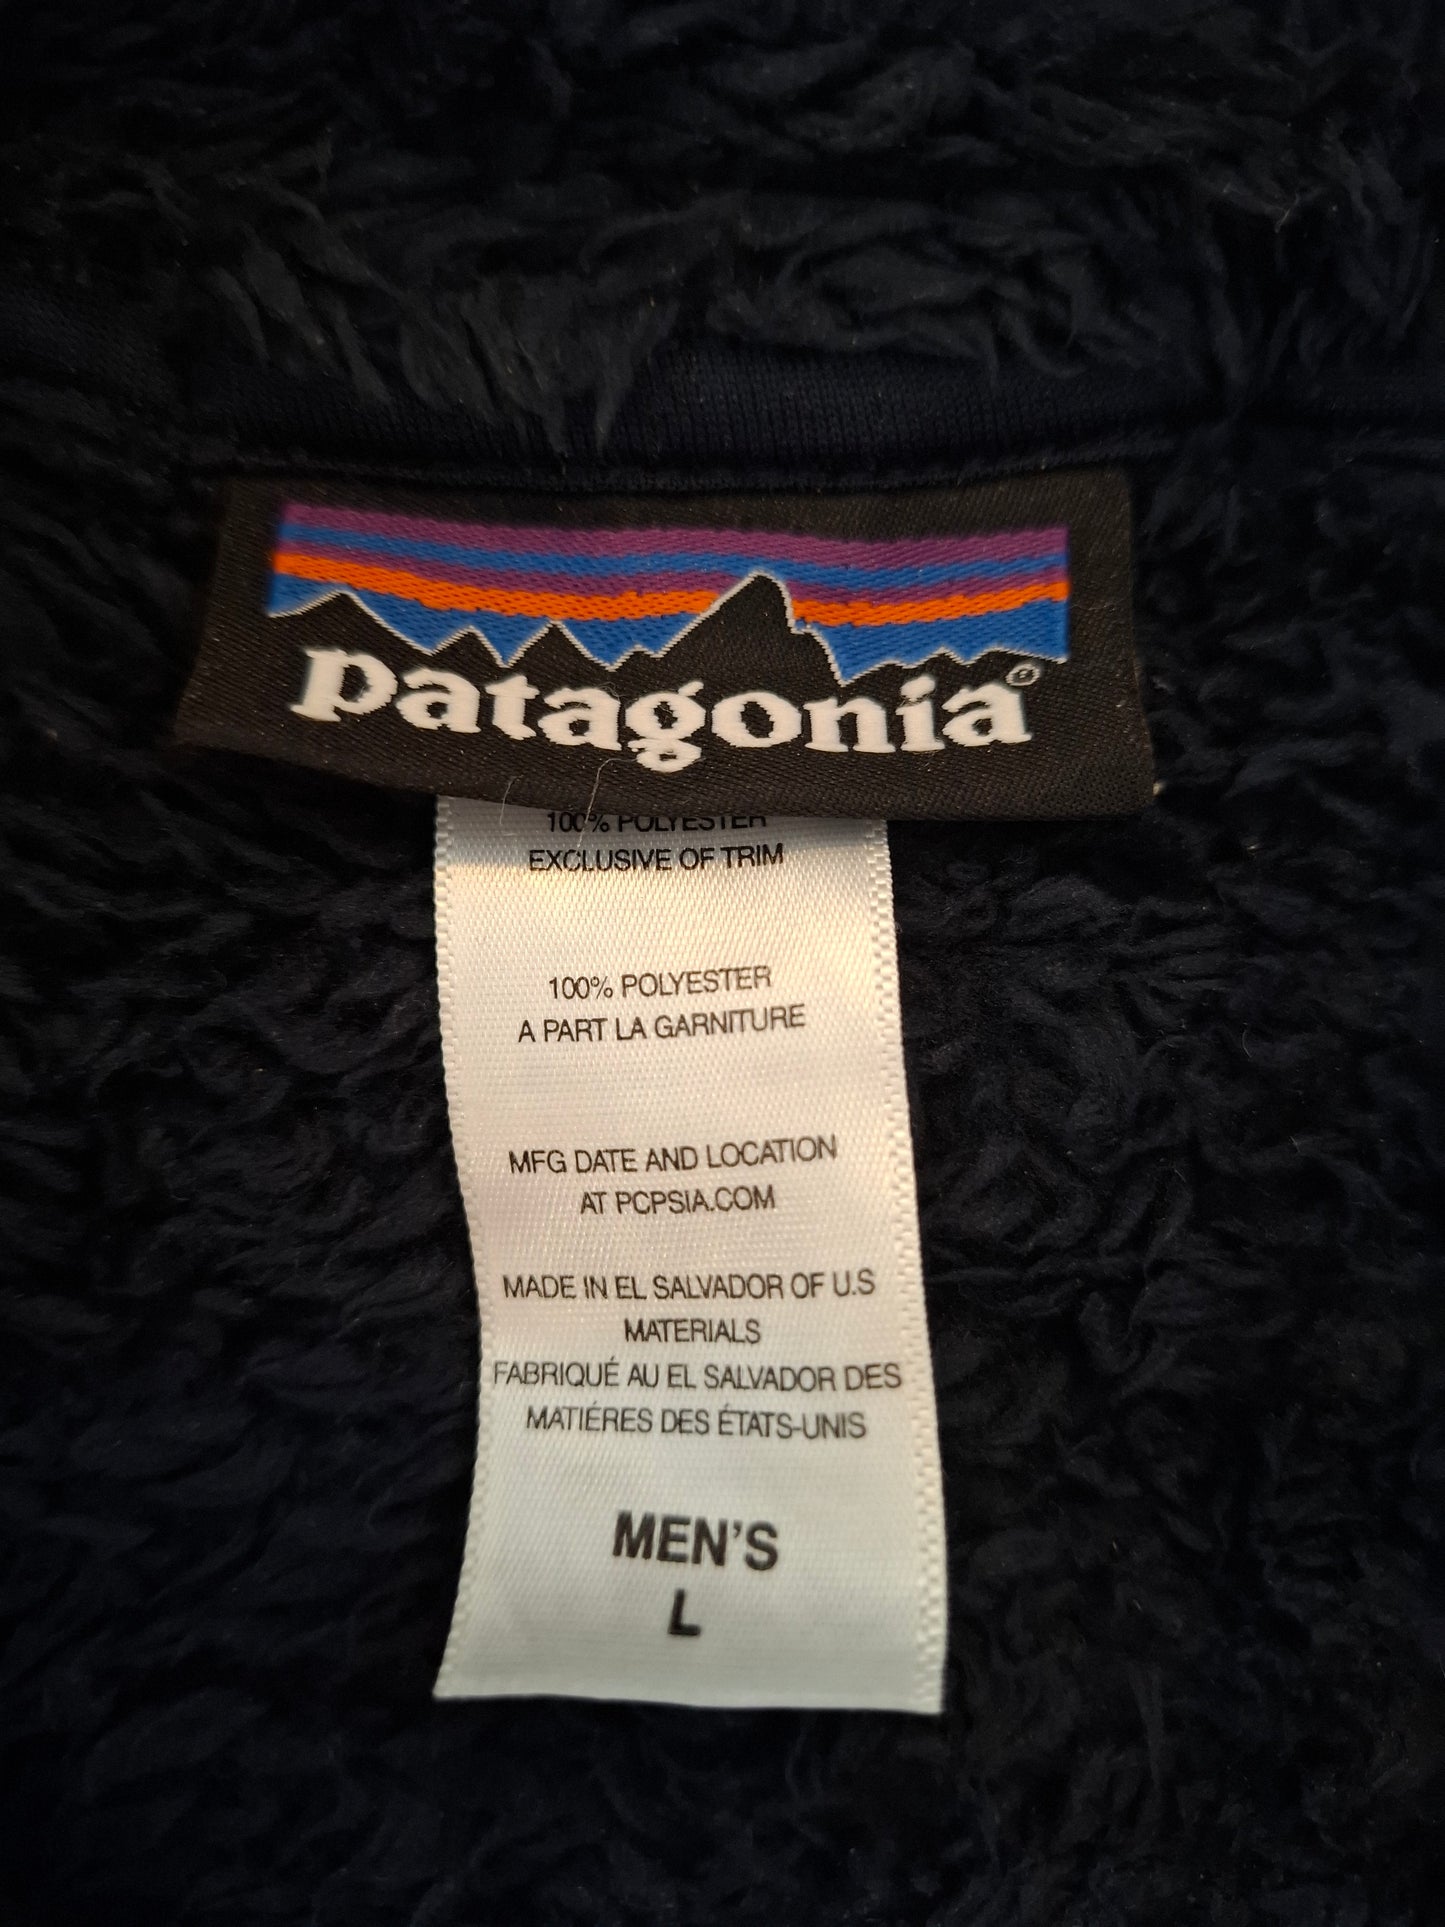 patagonia®
100% POLYESTER
EXCLUSIVE OF TRIM
100% POLYESTER
A PART LA GARNITURE
MFG DATE AND LOCATION
AT PCPSIA.COM
MADE IN EL SALVADOR OF U.S
MATERIALS
FABRIQUÉ AU EL SALVADOR DES
MATIÉRES DES ÉTATS-UNIS
MEN'S
L